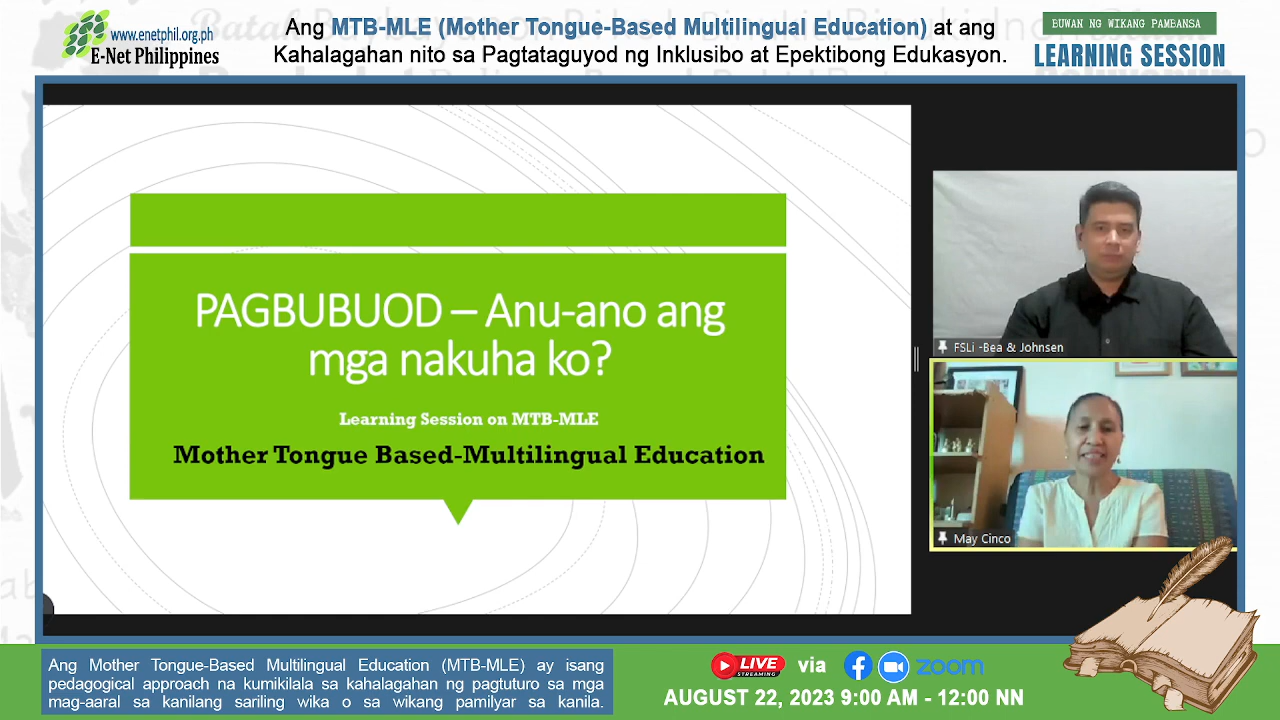 www.enetphil.org.ph
E-Net Philippines
Ang MTB-MLE (Mother Tongue-Based Multilingual Education) at ang
Kahalagahan nito sa Pagtataguyod ng Inklusibo at Epektibong Edukasyon.
BUWAN NG WIKANG PAMBANSA
LEARNING SESSION
PAGBUBUOD – Anu-ano ang
mga nakuha ko?
Learning Session on MTB-MLE
Mother Tongue Based-Multilingual Education
FSLi -Bea & Johnsen
May Cinco
Ang Mother Tongue-Based Multilingual Education (MTB-MLE) ay isang
pedagogical approach na kumikilala sa kahalagahan ng pagtuturo sa mga
mag-aaral sa kanilang sariling wika o sa wikang pamilyar sa kanila.
LIVE
STREAMING
via
zoom
AUGUST 22, 2023 9:00 AM - 12:00 NN